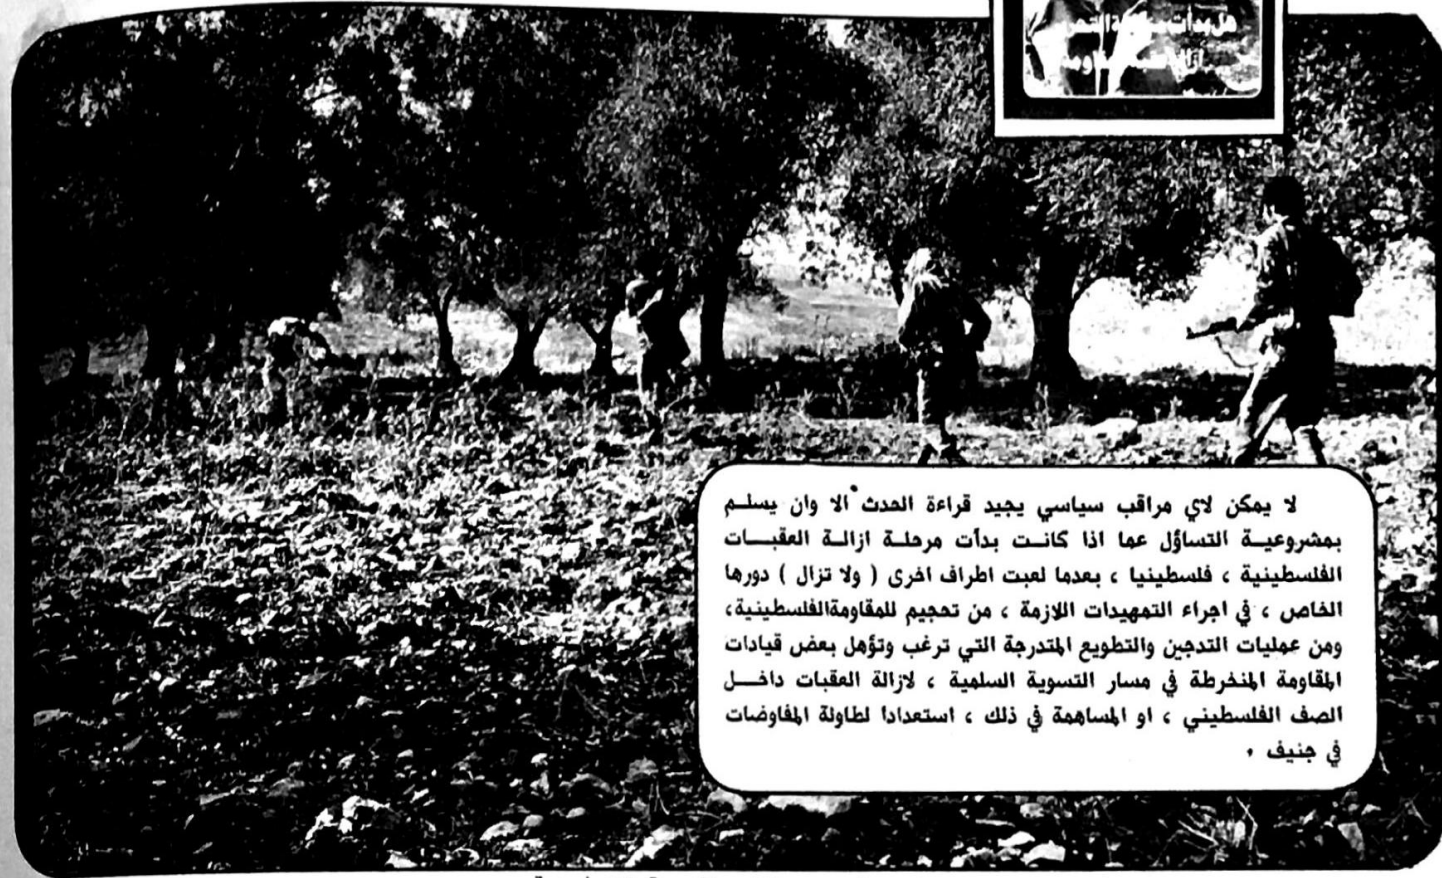 هل بدأت
لا يمكن لاي مراقب سياسي يجيد قراءة الحدث الا وان يسلم
بمشروعية التساؤل عما اذا كانت بدأت مرحلة ازالة العقبات
الفلسطينية ، فلسطينيا ، بعدما لعبت اطراف اخرى ( ولا تزال ) دورها
الخاص ، في اجراء التمهيدات اللازمة ، من تحجيم للمقاومةالفلسطينية،
ومن عمليات التدجين والتطويع المتدرجة التي ترغب وتؤهل بعض قيادات
المقاومة المنخرطة في مسار التسوية السلمية ، لازالة العقبات داخل
الصف الفلسطيني ، او المساهمة في ذلك ، استعدادا لطاولة المفاوضات
في جنيف .